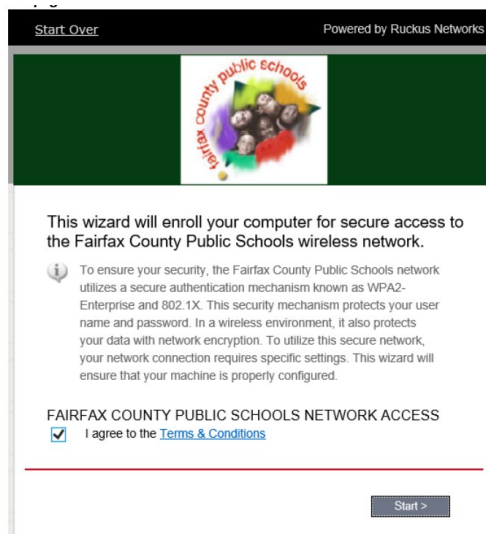 Start Over
Powered by Ruckus Networks
fairfax county public schools
This wizard will enroll your computer for secure access to
the Fairfax County Public Schools wireless network.
To ensure your security, the Fairfax County Public Schools network
utilizes a secure authentication mechanism known as WPA2-
Enterprise and 802.1X. This security mechanism protects your user
name and password. In a wireless environment, it also protects
your data with network encryption. To utilize this secure network,
your network connection requires specific settings. This wizard will
ensure that your machine is properly configured.
FAIRFAX COUNTY PUBLIC SCHOOLS NETWORK ACCESS
I agree to the Terms & Conditions
Start >